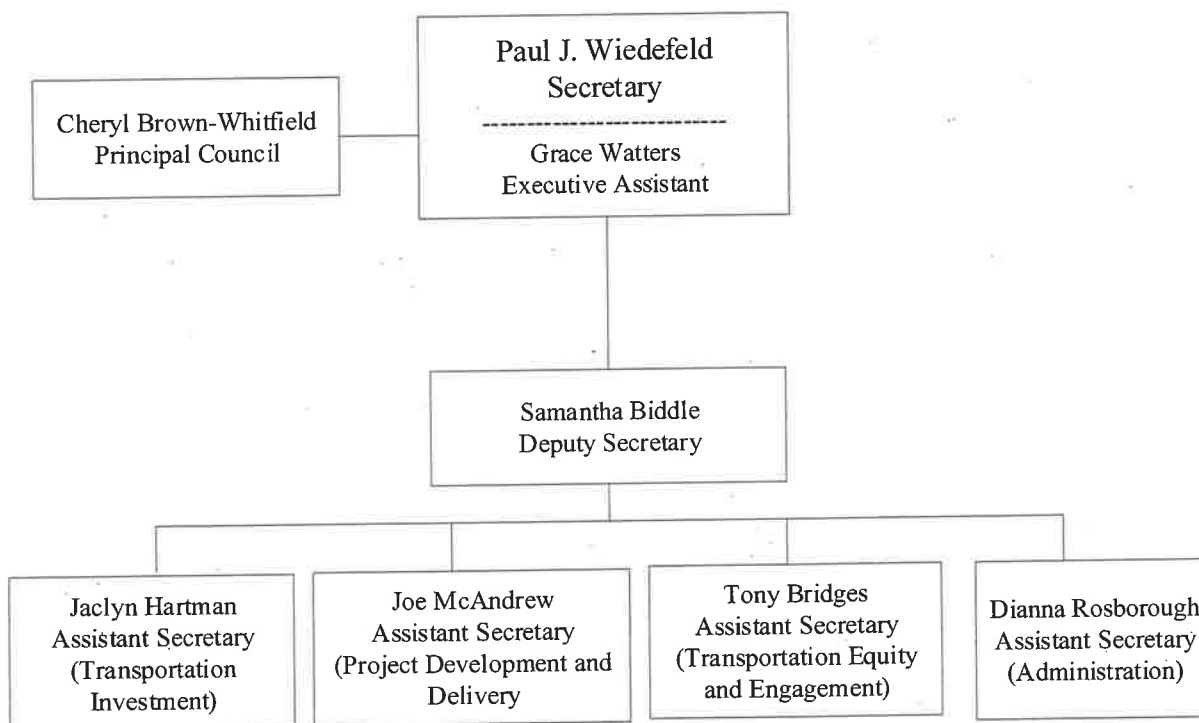 Paul J. Wiedefeld
Secretary
------------------------------
Grace Watters
Executive Assistant
Cheryl Brown-Whitfield
Principal Council
Samantha Biddle
Deputy Secretary
Jaclyn Hartman
Assistant Secretary
(Transportation
Investment)
Joe McAndrew
Assistant Secretary
(Project Development and
Delivery
Tony Bridges
Assistant Secretary
(Transportation Equity
and Engagement)
Dianna Rosborough
Assistant Secretary
(Administration)